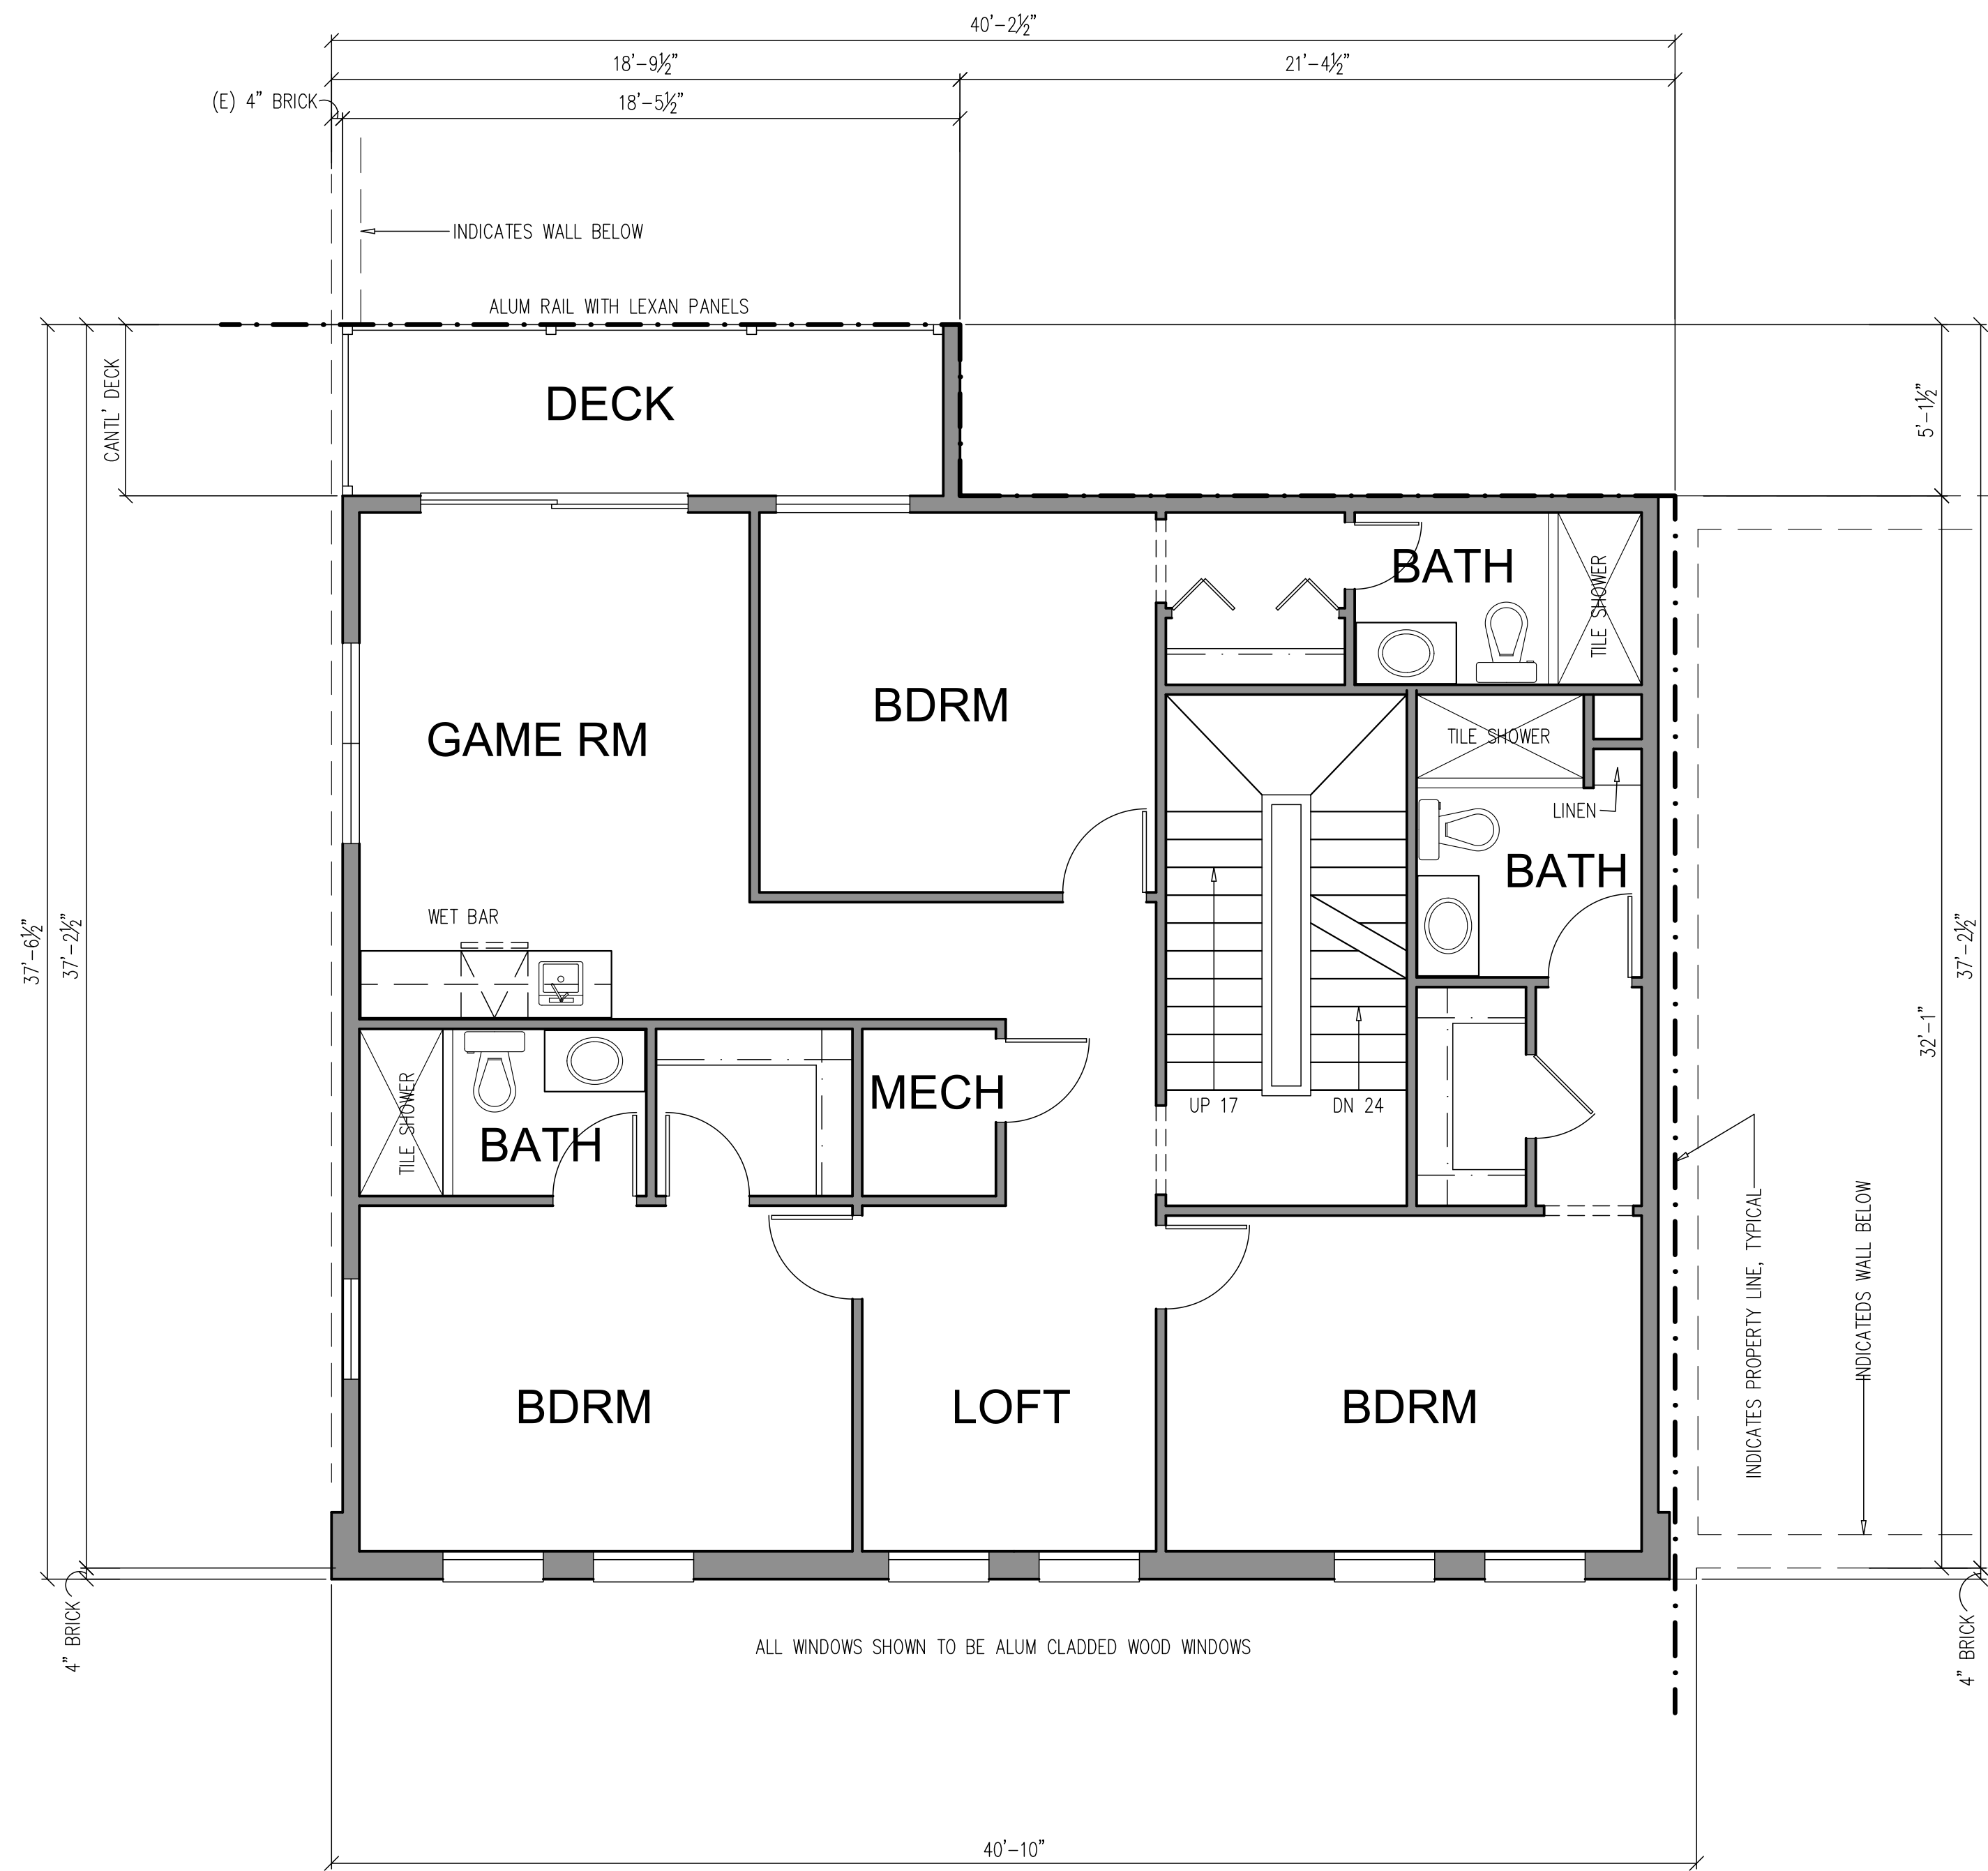 40'-2½"
18'-9½"
21'-4½"
(E) 4" BRICK
18'-5½"
INDICATES WALL BELOW
ALUM RAIL WITH LEXAN PANELS
CANTL' DECK
DECK
5'-1½"
BATH
TILE SHOWER
BDRM
GAME RM
TILE SHOWER
LINEN
BATH
WET BAR
37'-6½"
37'-2½"
37'-2½"
32'-1"
MECH
UP 17
DN 24
TILE SHOWER
BATH
INDICATES PROPERTY LINE, TYPICAL
INDICATEDS WALL BELOW
BDRM
LOFT
BDRM
4" BRICK
4" BRICK
ALL WINDOWS SHOWN TO BE ALUM CLADDED WOOD WINDOWS
40'-10"